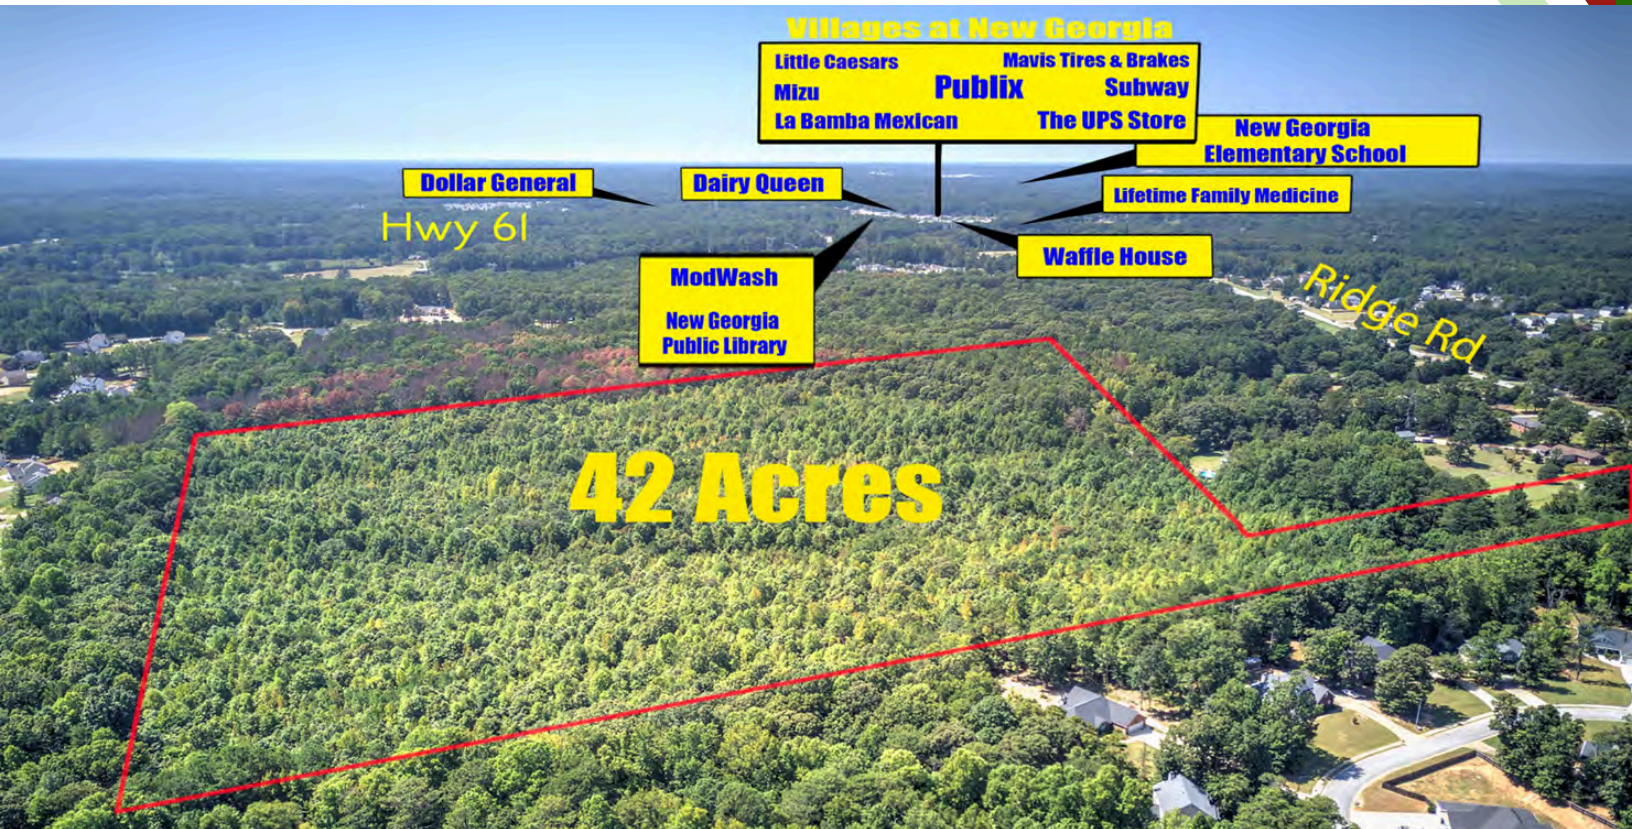 Villages at New Georgia
Little Caesars
Mavis Tires & Brakes
Mizu
Publix
Subway
La Bamba Mexican
The UPS Store
New Georgia
Elementary School
Dollar General
Dairy Queen
Lifetime Family Medicine
Hwy 61
Waffle House
ModWash
New Georgia
Public Library
Ridge Rd
42 Acres